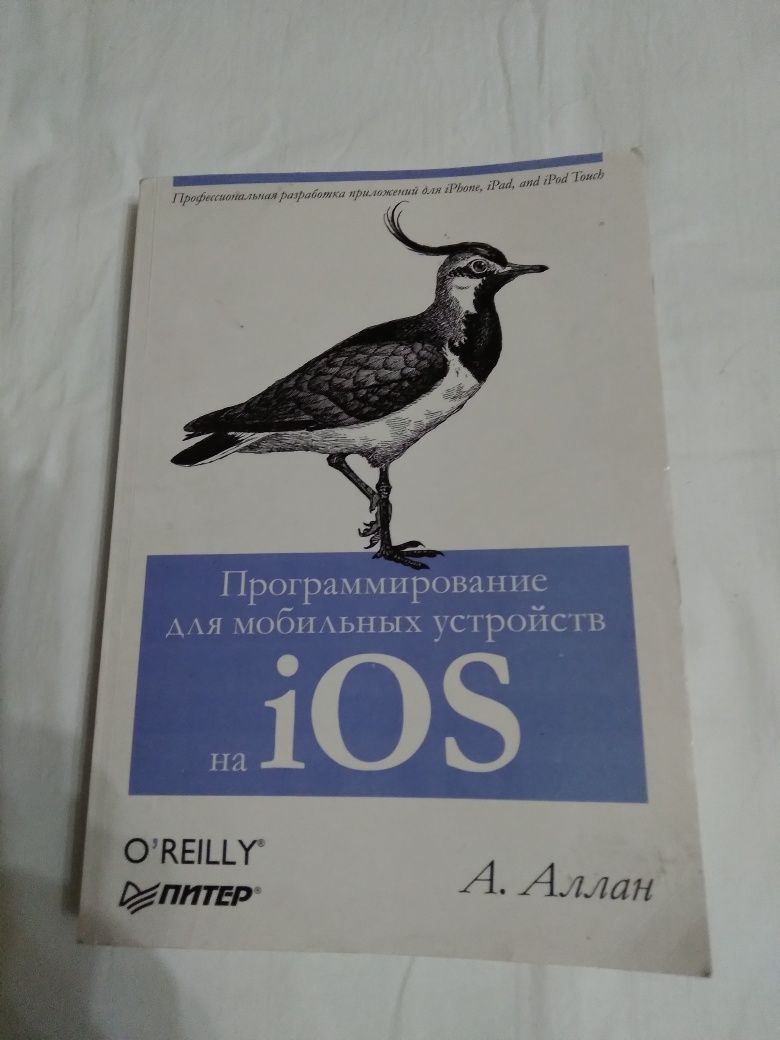 Профессиональная разработка приложений для iPhone, iPad, and iPod Touch
Программирование
для мобильных устройств
на iOS
O'REILLY®
ПИТЕР®
А. Аллан